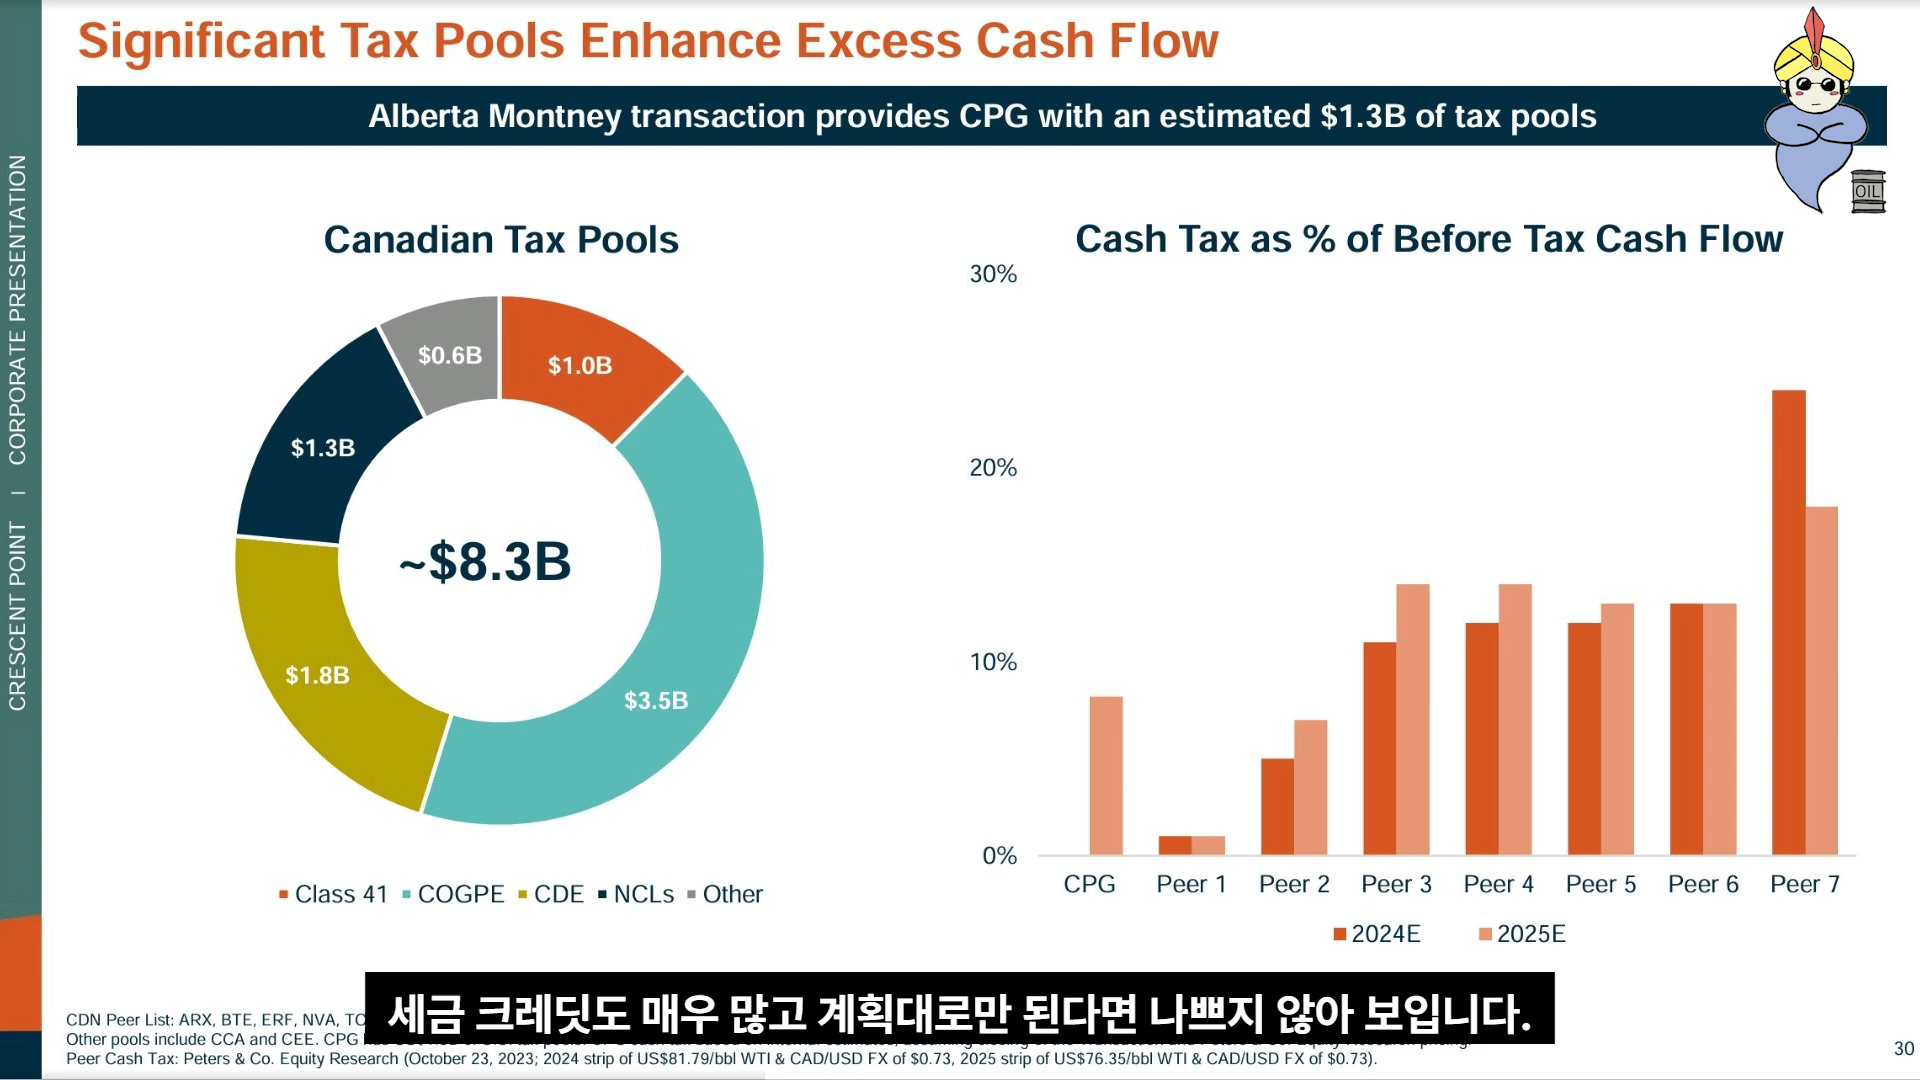 Significant Tax Pools Enhance Excess Cash Flow
Alberta Montney transaction provides CPG with an estimated $1.3B of tax pools
OIL
CRESCENT POINT I CORPORATE PRESENTATION
Canadian Tax Pools
$0.6B
$1.0B
$1.3B
~$8.3B
$1.8B
$3.5B
Class 41 COGPE CDE NCLs Other
Cash Tax as % of Before Tax Cash Flow
30%
20%
10%
0%
CPG Peer 1 Peer 2 Peer 3 Peer 4 Peer 5 Peer 6 Peer 7
2024E 2025E
세금 크레딧도 매우 많고 계획대로만 된다면 나쁘지 않아 보입니다.
CDN Peer List: ARX, BTE, ERF, NVA,
Other pools include CCA and CEE. CPG
Peer Cash Tax: Peters & Co. Equity Research (October 23, 2023; 2024 strip of US$81.79/bbl WTI & CAD/USD FX of $0.73, 2025 strip of US$76.35/bbl WTI & CAD/USD FX of $0.73).
30